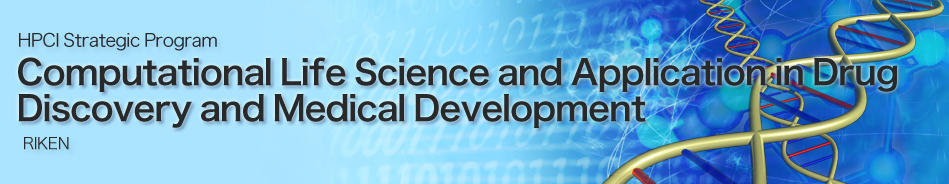 HPCI Strategic Program
Computational Life Science and Application in Drug
Discovery and Medical Development
RIKEN